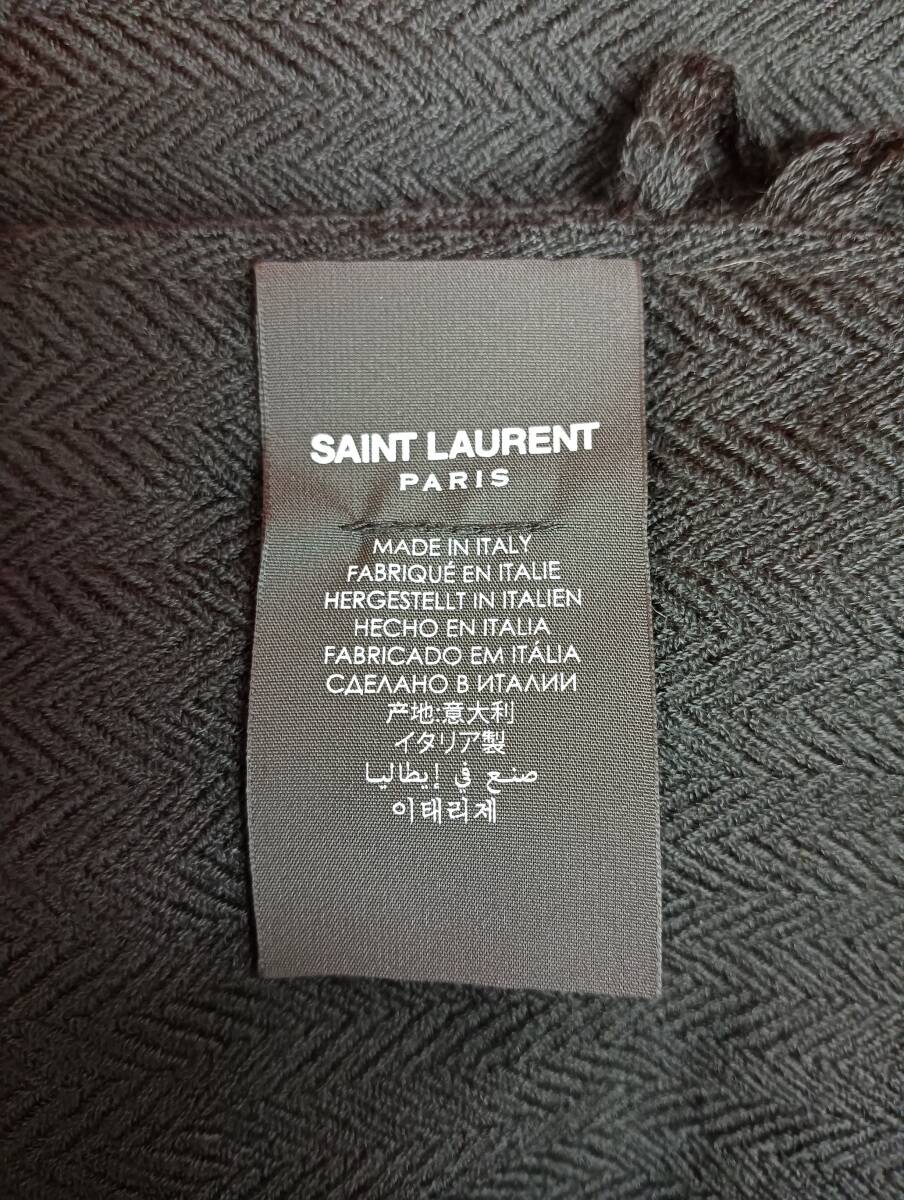 SAINT LAURENT
PARIS
MADE IN ITALY
FABRIQUÉ EN ITALIE
HERGESTELLT IN ITALIEN
HECHO EN ITALIA
FABRICADO EM ITÁLIA
СДЕЛАНО В ИТАЛИИ
产地:意大利
イタリア製
صنع في إيطاليا
이태리제